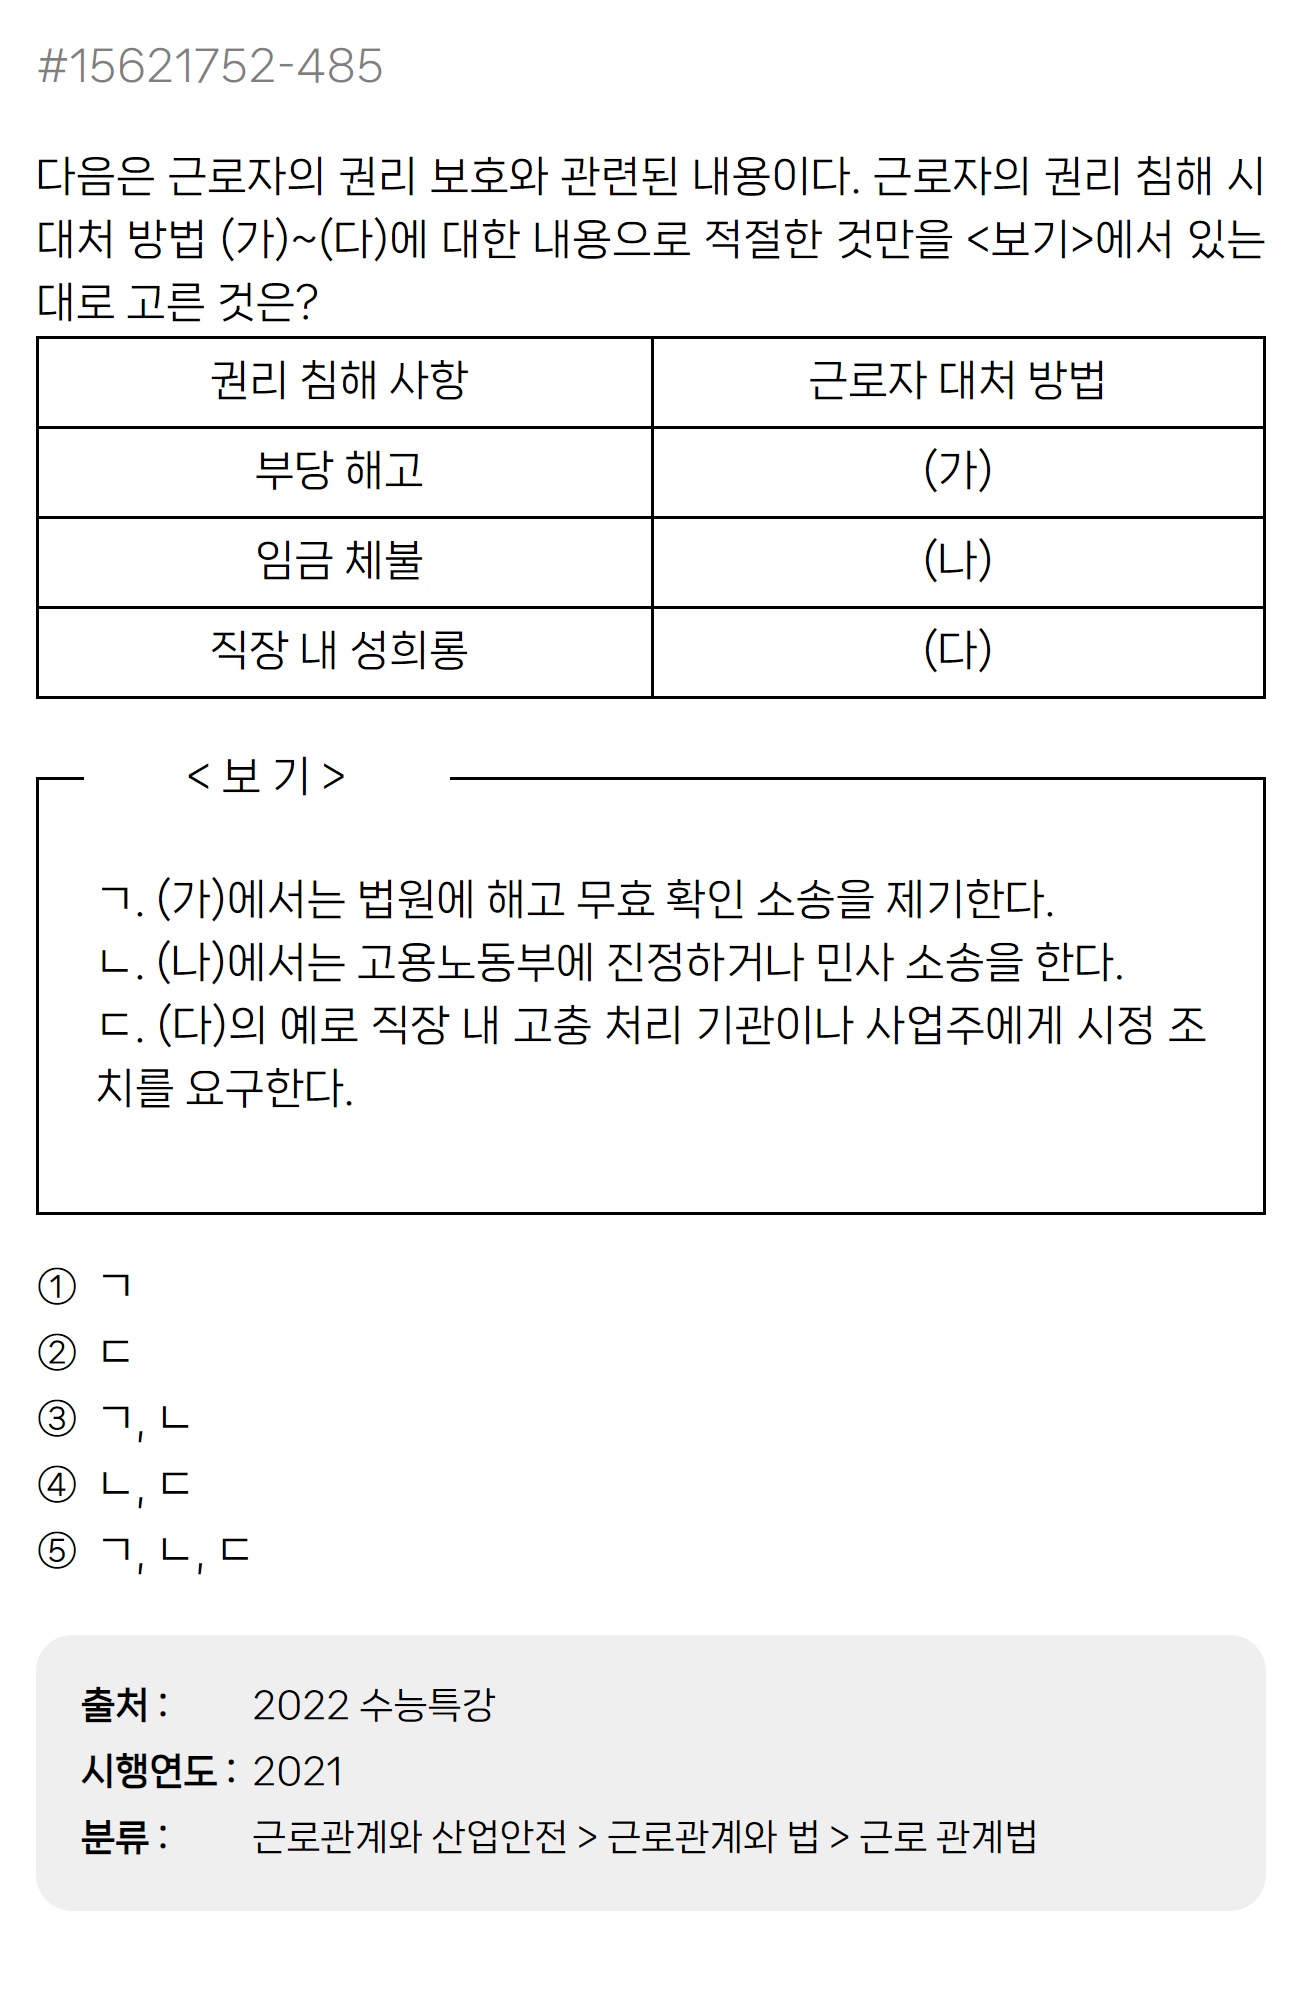 #15621752-485
다음은 근로자의 권리 보호와 관련된 내용이다. 근로자의 권리 침해 시
대처 방법 (가)~(다)에 대한 내용으로 적절한 것만을 <보기>에서 있는
대로 고른 것은?
권리 침해 사항 근로자 대처 방법
부당 해고 (가)
임금 체불 (나)
직장 내 성희롱 (다)
< 보 기 >
ㄱ. (가)에서는 법원에 해고 무효 확인 소송을 제기한다.
ㄴ. (나)에서는 고용노동부에 진정하거나 민사 소송을 한다.
ㄷ. (다)의 예로 직장 내 고충 처리 기관이나 사업주에게 시정 조
치를 요구한다.
① ㄱ
② ㄷ
③ ㄱ, ㄴ
④ ㄴ, ㄷ
⑤ ㄱ, ㄴ, ㄷ
출처 : 2022 수능특강
시행연도 : 2021
분류 : 근로관계와 산업안전 > 근로관계와 법 > 근로 관계법